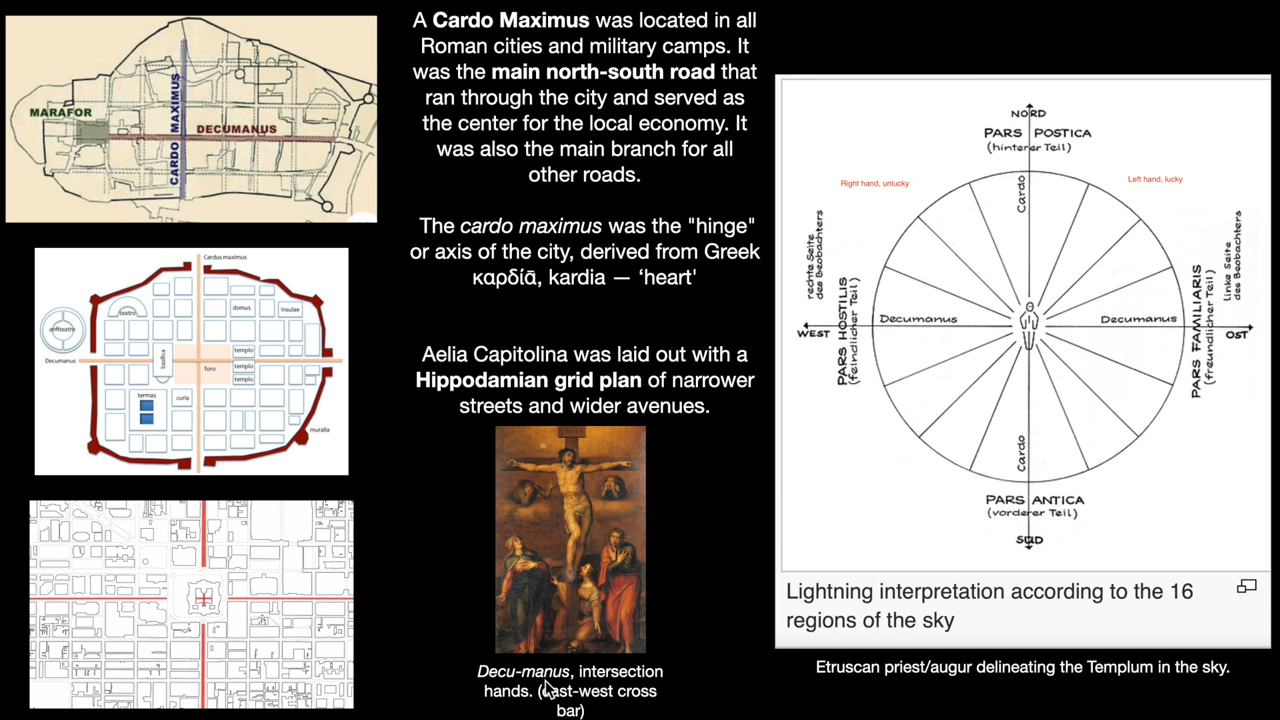 MARAFOR
CARDO MAXIMUS
DECUMANUS
Cardus maximus
teatro
domus
insulae
anfiteatro
Decumanus
basilica
templo
templo
templo
foro
termas
curia
muralla
A Cardo Maximus was located in all
Roman cities and military camps. It
was the main north-south road that
ran through the city and served as
the center for the local economy. It
was also the main branch for all
other roads.
The cardo maximus was the "hinge"
or axis of the city, derived from Greek
καρδίᾱ, kardia — ‘heart'
Aelia Capitolina was laid out with a
Hippodamian grid plan of narrower
streets and wider avenues.
Decu-manus, intersection
hands. (East-west cross
bar)
NORD
PARS POSTICA
(hinterer Teil)
Right hand, unlucky
Left hand, lucky
Cardo
rechte Seite
des Beobachters
linke Seite
des Beobachters
WEST
PARS HOSTILIS
(feindlicher Teil)
Decumanus
Decumanus
PARS FAMILIARIS
(freundlicher Teil)
OST
Cardo
PARS ANTICA
(vorderer Teil)
SÜD
Lightning interpretation according to the 16
regions of the sky
Etruscan priest/augur delineating the Templum in the sky.